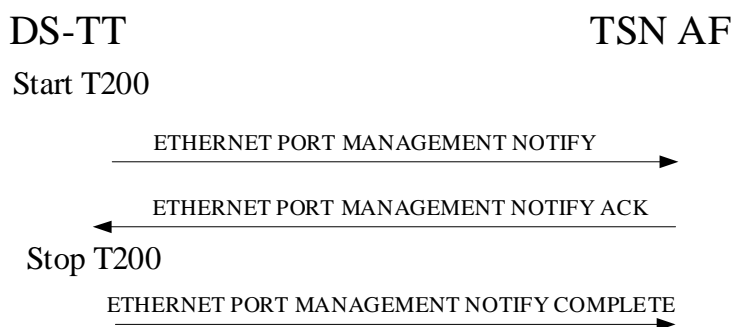 DS-TT TSN AF
Start T200
ETHERNET PORT MANAGEMENT NOTIFY
ETHERNET PORT MANAGEMENT NOTIFY ACK
Stop T200
ETHERNET PORT MANAGEMENT NOTIFY COMPLETE